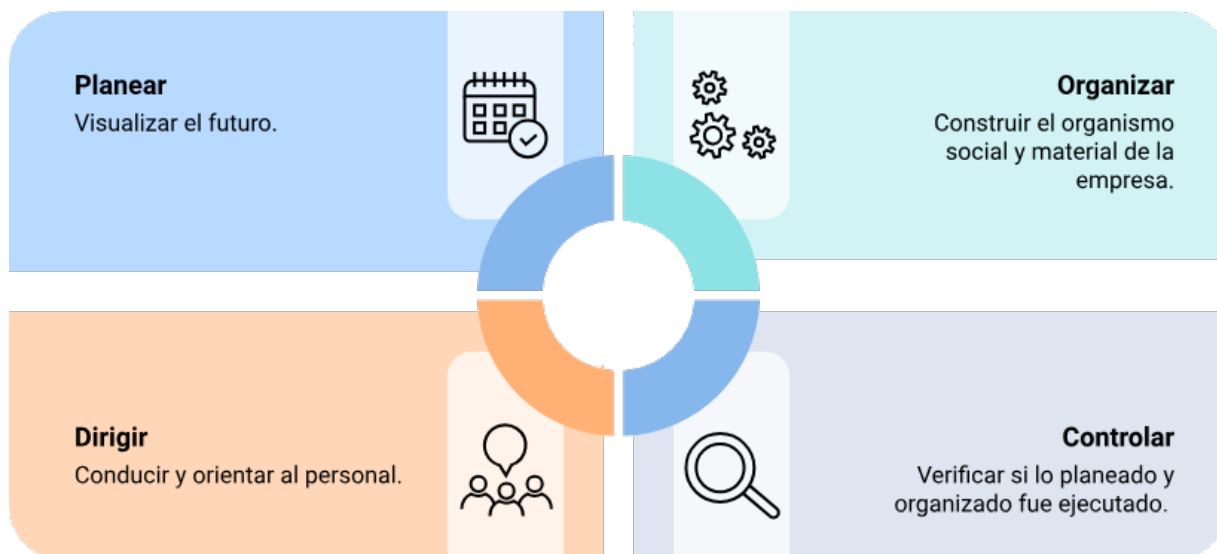 Planear
Visualizar el futuro.
Organizar
Construir el organismo
social y material de la
empresa.
Dirigir
Conducir y orientar al personal.
Controlar
Verificar si lo planeado y
organizado fue ejecutado.